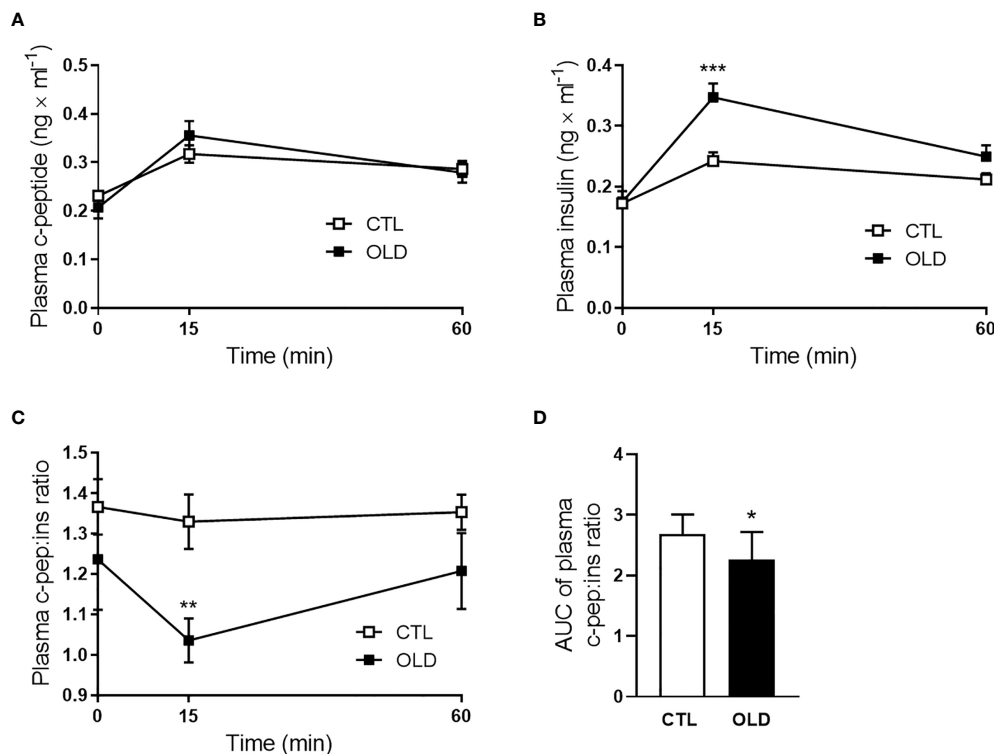 A
Plasma c-peptide (ng × ml⁻¹)
0.5
0.4
0.3
0.2
0.1
0.0
CTL
OLD
0 15 60
Time (min)
B
Plasma insulin (ng × ml⁻¹)
0.4
0.3
0.2
0.1
0.0
***
CTL
OLD
0 15 60
Time (min)
C
Plasma c-pep:ins ratio
1.5
1.4
1.3
1.2
1.1
1.0
0.9
**
CTL
OLD
0 15 60
Time (min)
D
AUC of plasma
c-pep:ins ratio
4
3
2
1
0
*
CTL OLD